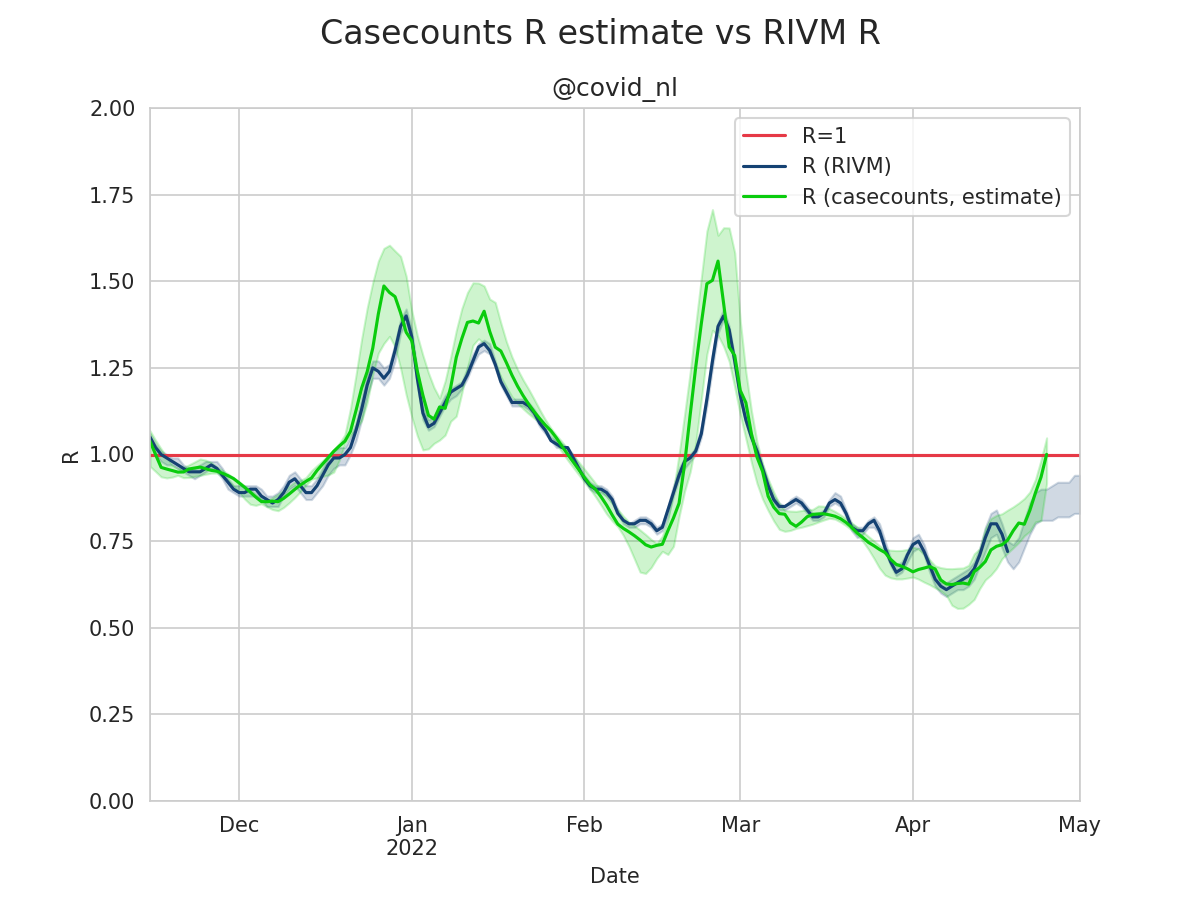 Casecounts R estimate vs RIVM R
@covid_nl
2.00
1.75
1.50
1.25
1.00
0.75
0.50
0.25
0.00
R
R=1
R (RIVM)
R (casecounts, estimate)
Dec
Jan
2022
Feb
Mar
Apr
May
Date